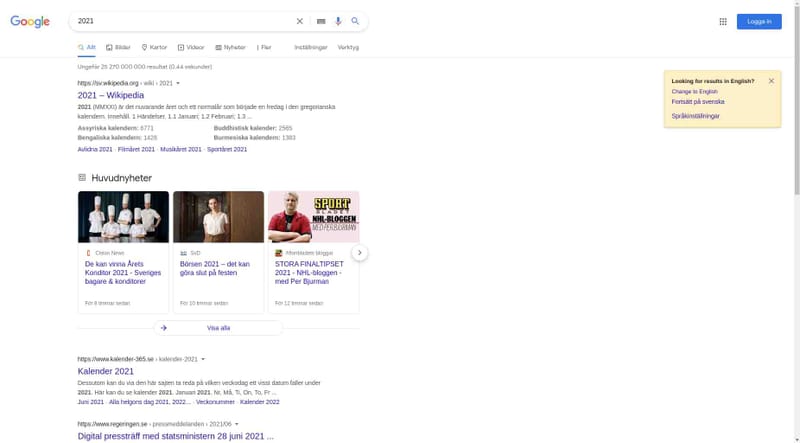 Google
2021
Logga in
Allt
Bilder
Kartor
Videor
Nyheter
Fler
Inställningar
Verktyg
Ungefär 25 270 000 000 resultat (0,44 sekunder)
Looking for results in English?
Change to English
Fortsätt på svenska
Språkinställningar
https://sv.wikipedia.org › wiki › 2021
2021 – Wikipedia
2021 (MMXXI) är det nuvarande året och ett normalår som började en fredag i den gregorianska
kalendern. Innehåll. 1 Händelser. 1.1 Januari; 1.2 Februari; 1.3 ...
Assyriska kalendern: 6771
Buddhistisk kalender: 2565
Bengaliska kalendern: 1428
Burmesiska kalendern: 1383
Avlidna 2021 · Filmåret 2021 · Musikåret 2021 · Sportåret 2021
Huvudnyheter
SPORT
BLADET
NHL-BLOGGEN
MED PER BJURMAN
News
SvD
Aftonbladets bloggar
De kan vinna Årets
Konditor 2021 - Sveriges
bagare & konditorer
Börsen 2021 – det kan
göra slut på festen
STORA FINALTIPSET
2021 - NHL-bloggen -
med Per Bjurman
För 8 timmar sedan
För 10 timmar sedan
För 12 timmar sedan
Visa alla
https://www.kalender-365.se › kalender-2021
Kalender 2021
Dessutom kan du via den här sajten ta reda på vilken veckodag ett visst datum faller under
2021. Här kan du se kalender 2021. Januari 2021. Nr, Må, Ti, On, To, Fr ...
Juni 2021 · Alla helgons dag 2021, 2022... · Veckonummer · Kalender 2022
https://www.regeringen.se › pressmeddelanden › 2021/06
Digital pressträff med statsministern 28 juni 2021 ...